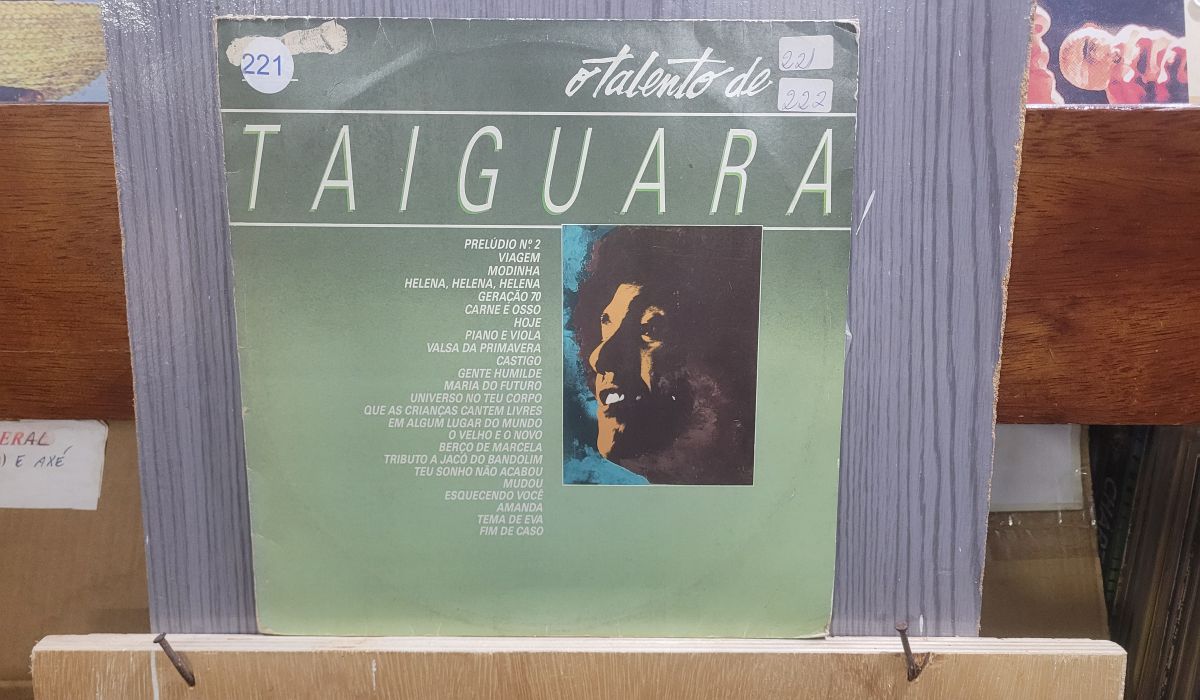 221
o talento de
221
222
TAIGUARA
PRELÚDIO Nº 2
VIAGEM
MODINHA
HELENA, HELENA, HELENA
GERAÇÃO 70
CARNE E OSSO
HOJE
PIANO E VIOLA
VALSA DA PRIMAVERA
CASTIGO
GENTE HUMILDE
MARIA DO FUTURO
UNIVERSO NO TEU CORPO
QUE AS CRIANÇAS CANTEM LIVRES
EM ALGUM LUGAR DO MUNDO
O VELHO E O NOVO
BERÇO DE MARCELA
TRIBUTO A JACÓ DO BANDOLIM
TEU SONHO NÃO ACABOU
MUDOU
ESQUECENDO VOCÊ
AMANDA
TEMA DE EVA
FIM DE CASO
ERAL
) E AXÉ